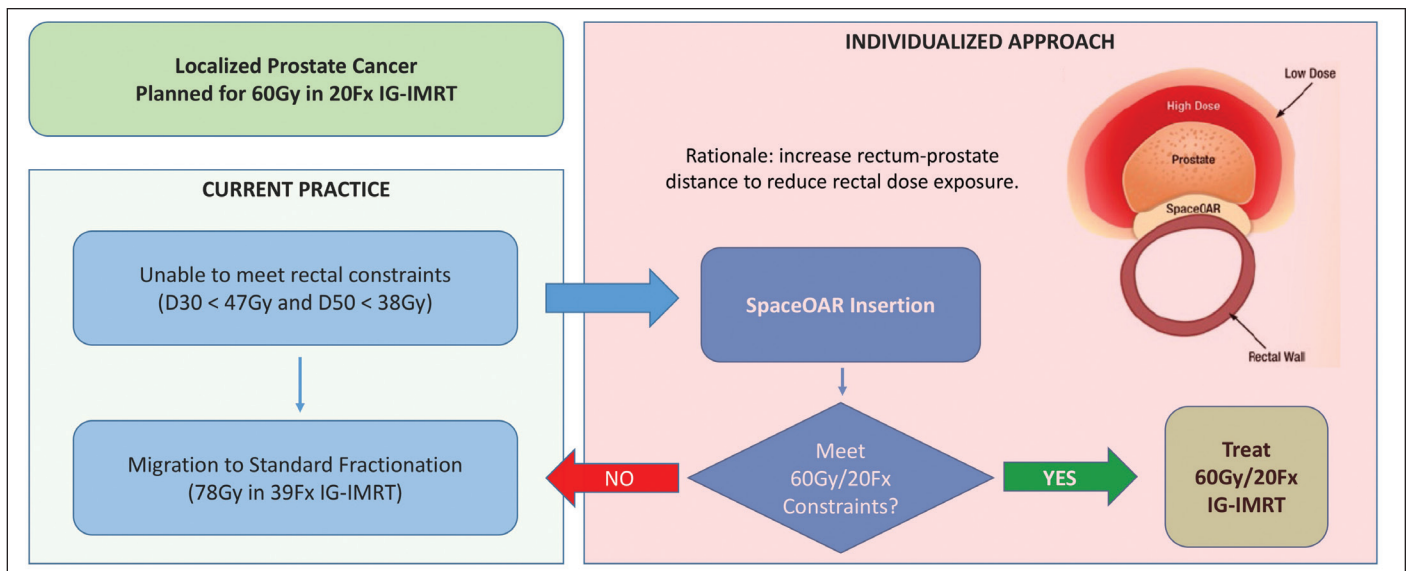 Localized Prostate Cancer
Planned for 60Gy in 20Fx IG-IMRT
CURRENT PRACTICE
Unable to meet rectal constraints
(D30 < 47Gy and D50 < 38Gy)
Migration to Standard Fractionation
(78Gy in 39Fx IG-IMRT)
INDIVIDUALIZED APPROACH
Rationale: increase rectum-prostate
distance to reduce rectal dose exposure.
Low Dose
High Dose
Prostate
SpaceOAR
Rectal Wall
SpaceOAR Insertion
Meet
60Gy/20Fx
Constraints?
NO
YES
Treat
60Gy/20Fx
IG-IMRT